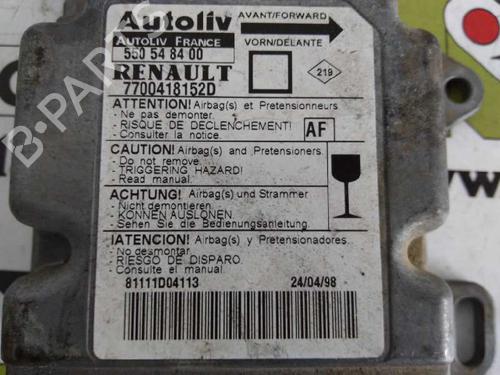 Autoliv
AVANT/FORWARD
AUTOLIV FRANCE
VORN/DELANTE
550 54 84 00
RENAULT
7700418152D
219
ATTENTION! Airbag(s) et Pretensionneurs
- Ne pas demonter.
- RISQUE DE DECLENCHEMENT!
- Consulter la notice.
AF
CAUTION! Airbag(s) and Pretensioners.
- Do not remove.
- TRIGGERING HAZARD!
- Read manual.
ACHTUNG! Airbag(s) und Strammer
- Nicht demontieren.
- KONNEN AUSLONEN.
- Sehen Sie die Bedienungsanleitung.
!ATENCION! Airbag(s) y Pretensionadores.
- No desmontar.
- RIESGO DE DISPARO.
- Consulte el manual.
81111D04113
24/04/98
B-PARTS
www